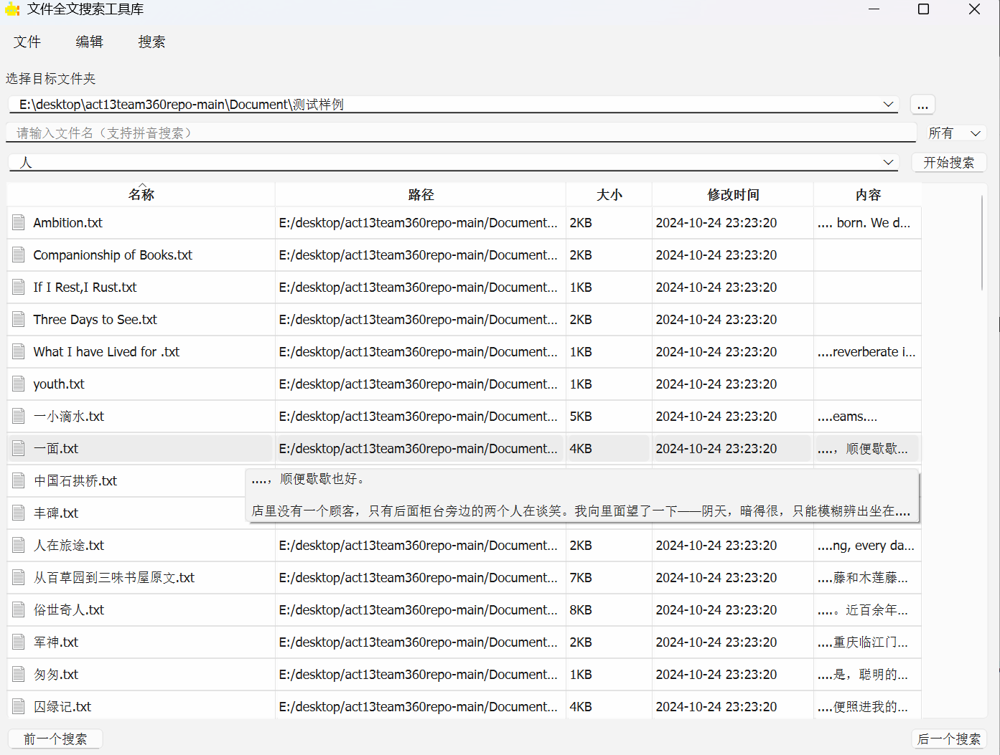 文件全文搜索工具库
文件 编辑 搜索
选择目标文件夹
E:\desktop\act13team360repo-main\Document\测试样例 ...
请输入文件名（支持拼音搜索） 所有
人 开始搜索
名称 路径 大小 修改时间 内容
Ambition.txt E:/desktop/act13team360repo-main/Document... 2KB 2024-10-24 23:23:20 .... born. We d...
Companionship of Books.txt E:/desktop/act13team360repo-main/Document... 2KB 2024-10-24 23:23:20
If I Rest,I Rust.txt E:/desktop/act13team360repo-main/Document... 1KB 2024-10-24 23:23:20
Three Days to See.txt E:/desktop/act13team360repo-main/Document... 2KB 2024-10-24 23:23:20
What I have Lived for .txt E:/desktop/act13team360repo-main/Document... 1KB 2024-10-24 23:23:20 ....reverberate i...
youth.txt E:/desktop/act13team360repo-main/Document... 1KB 2024-10-24 23:23:20
一小滴水.txt E:/desktop/act13team360repo-main/Document... 5KB 2024-10-24 23:23:20 ....eams....
一面.txt E:/desktop/act13team360repo-main/Document... 4KB 2024-10-24 23:23:20 ....，顺便歇歇...
中国石拱桥.txt
....，顺便歇歇也好。
丰碑.txt
店里没有一个顾客，只有后面柜台旁边的两个人在谈笑。我向里面望了一下——阴天，暗得很，只能模糊辨出坐在....
人在旅途.txt E:/desktop/act13team360repo-main/Document... 2KB 2024-10-24 23:23:20 ....ng, every da...
从百草园到三味书屋原文.txt E:/desktop/act13team360repo-main/Document... 7KB 2024-10-24 23:23:20 ....藤和木莲藤...
俗世奇人.txt E:/desktop/act13team360repo-main/Document... 8KB 2024-10-24 23:23:20 ....。近百余年...
军神.txt E:/desktop/act13team360repo-main/Document... 2KB 2024-10-24 23:23:20 ....重庆临江门...
匆匆.txt E:/desktop/act13team360repo-main/Document... 1KB 2024-10-24 23:23:20 ....是，聪明的...
囚绿记.txt E:/desktop/act13team360repo-main/Document... 4KB 2024-10-24 23:23:20 ....便照进我的...
前一个搜索 后一个搜索